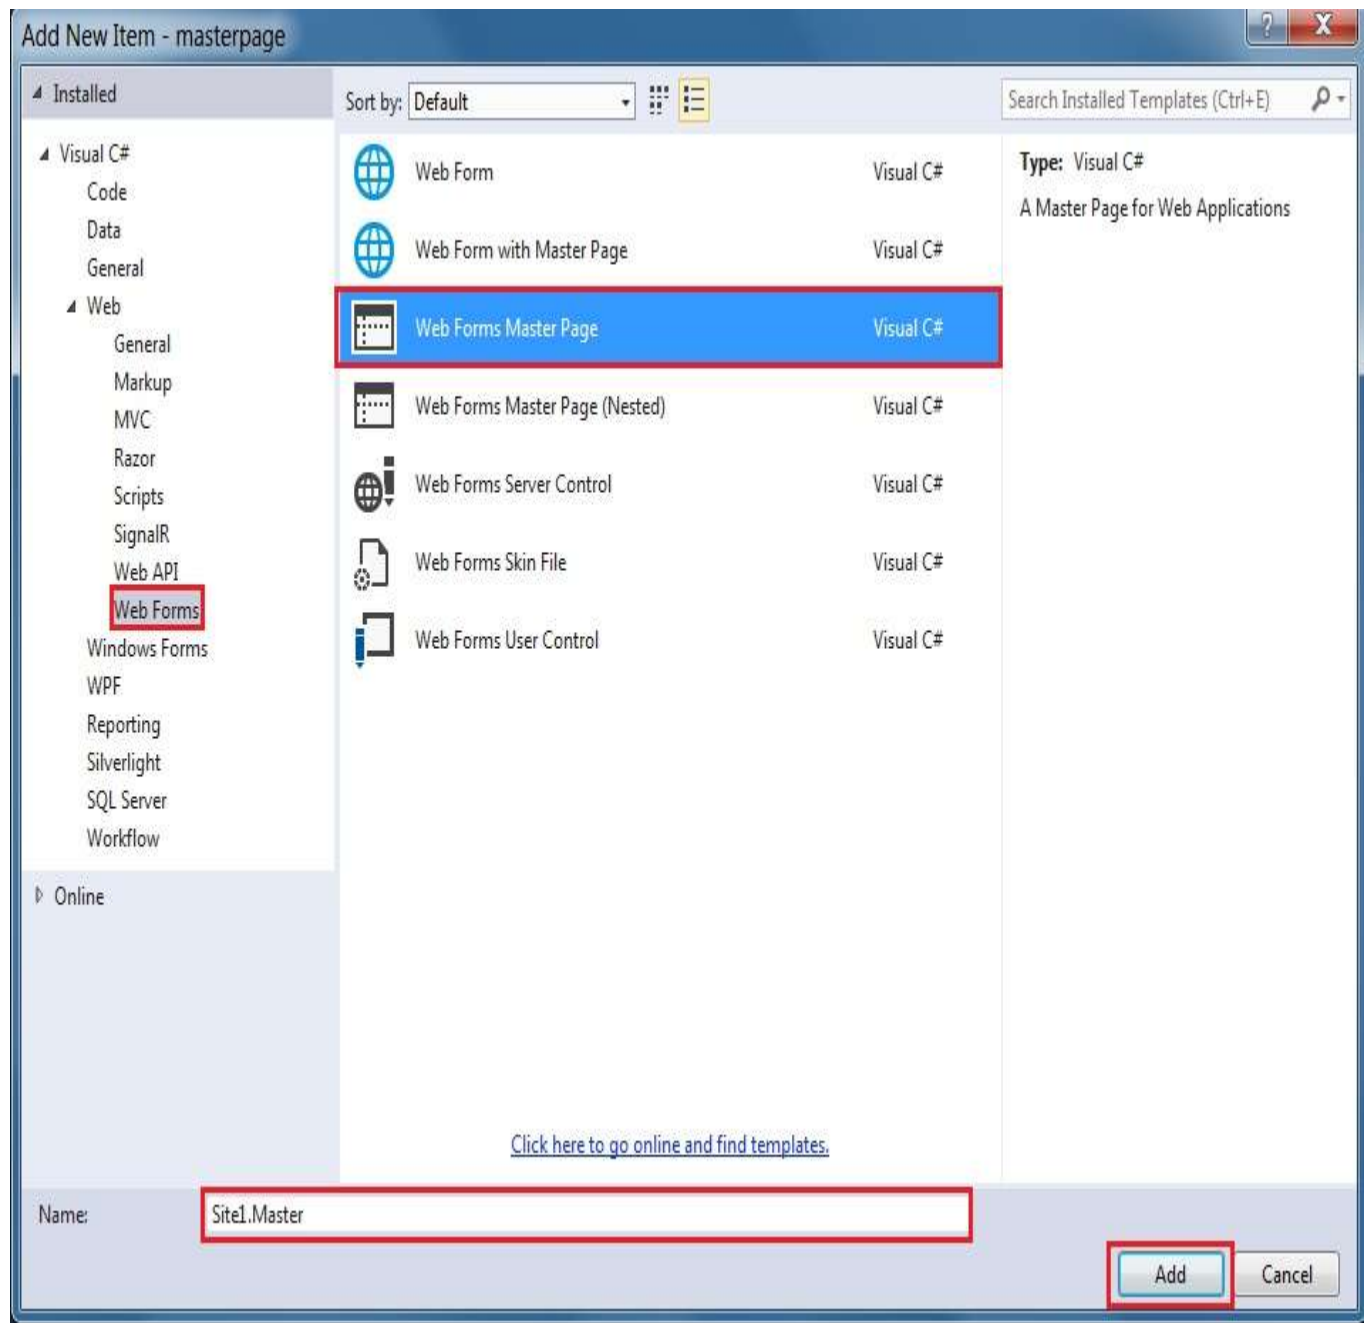 Add New Item - masterpage
? X
Installed
Sort by: Default
Search Installed Templates (Ctrl+E)
Visual C#
Code
Data
General
Web
General
Markup
MVC
Razor
Scripts
SignalR
Web API
Web Forms
Windows Forms
WPF
Reporting
Silverlight
SQL Server
Workflow
Online
Web Form Visual C#
Web Form with Master Page Visual C#
Web Forms Master Page Visual C#
Web Forms Master Page (Nested) Visual C#
Web Forms Server Control Visual C#
Web Forms Skin File Visual C#
Web Forms User Control Visual C#
Click here to go online and find templates.
Type: Visual C#
A Master Page for Web Applications
Name: Site1.Master
Add Cancel